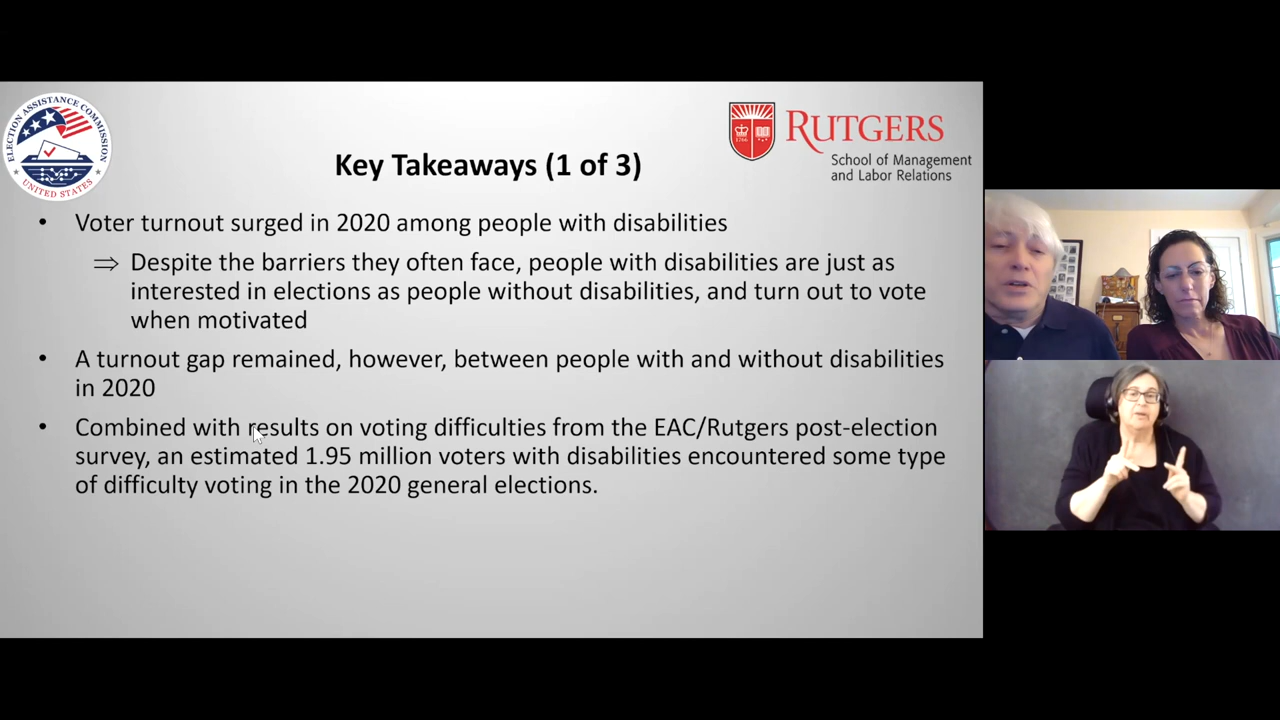 ELECTION ASSISTANCE COMMISSION
UNITED STATES
1766
RUTGERS
School of Management
and Labor Relations
Key Takeaways (1 of 3)
• Voter turnout surged in 2020 among people with disabilities
⇒ Despite the barriers they often face, people with disabilities are just as
interested in elections as people without disabilities, and turn out to vote
when motivated
• A turnout gap remained, however, between people with and without disabilities
in 2020
• Combined with results on voting difficulties from the EAC/Rutgers post-election
survey, an estimated 1.95 million voters with disabilities encountered some type
of difficulty voting in the 2020 general elections.